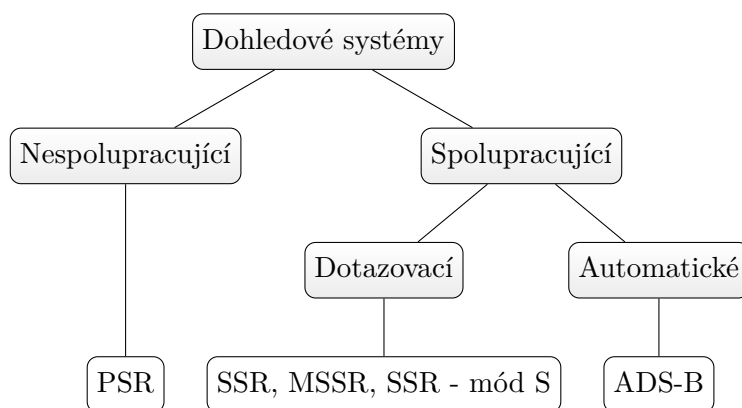 Dohledové systémy
Nespolupracující
Spolupracující
Dotazovací
Automatické
PSR
SSR, MSSR, SSR - mód S
ADS-B